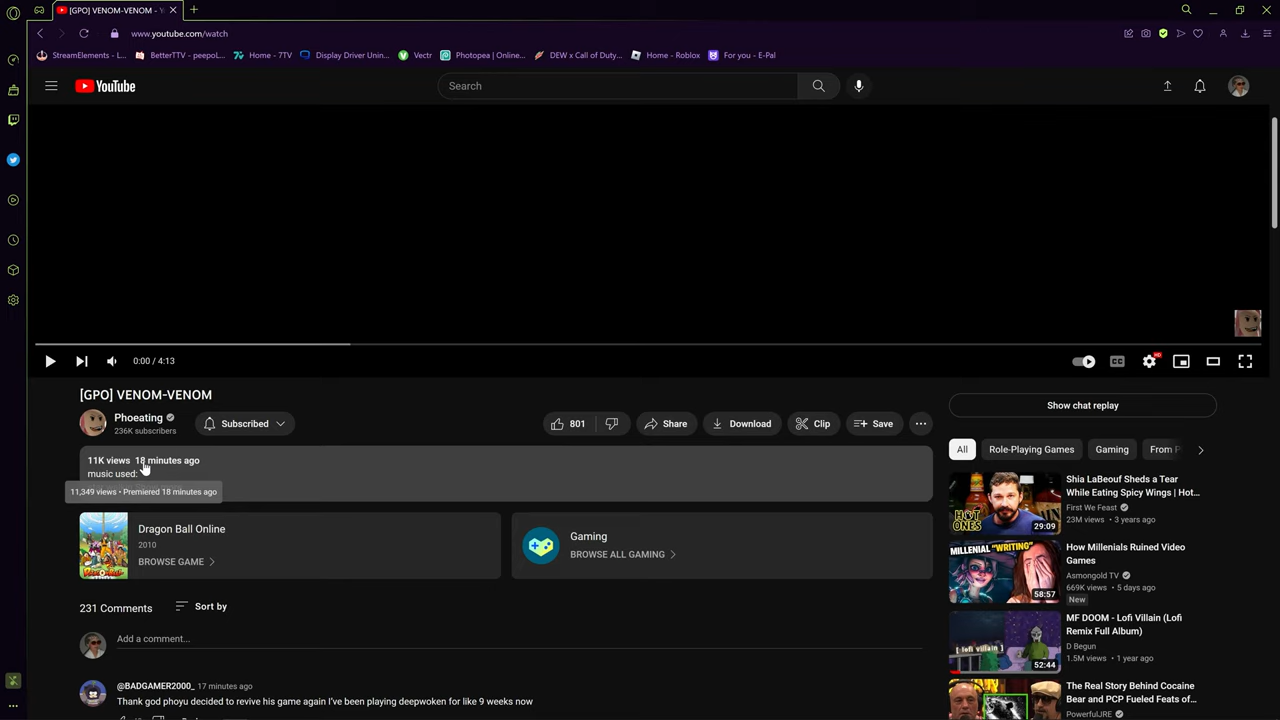 [GPO] VENOM-VENOM - Y
www.youtube.com/watch
StreamElements - L...
BetterTTV - peepoL...
Home - 7TV
Display Driver Unin...
Vectr
Photopea | Online...
DEW x Call of Duty...
Home - Roblox
For you - E-Pal
YouTube
Search
0:00 / 4:13
HD
[GPO] VENOM-VENOM
Phoeating
236K subscribers
Subscribed
801
Share
Download
Clip
Save
11K views 18 minutes ago
music used:
11,349 views • Premiered 18 minutes ago
Dragon Ball Online
2010
BROWSE GAME
Gaming
BROWSE ALL GAMING
231 Comments
Sort by
Add a comment...
@BADGAMER2000_ 17 minutes ago
Thank god phoyu decided to revive his game again I've been playing deepwoken for like 9 weeks now
Show chat replay
All
Role-Playing Games
Gaming
From P
HOT ONES
29:09
Shia LaBeouf Sheds a Tear
While Eating Spicy Wings | Hot...
First We Feast
23M views • 3 years ago
MILLENIAL "WRITING"
58:57
How Millenials Ruined Video
Games
Asmongold TV
669K views • 5 days ago
New
[ lofi villain ]
52:44
MF DOOM - Lofi Villain (Lofi
Remix Full Album)
D Begun
1.5M views • 1 year ago
The Real Story Behind Cocaine
Bear and PCP Fueled Feats of...
PowerfulJRE